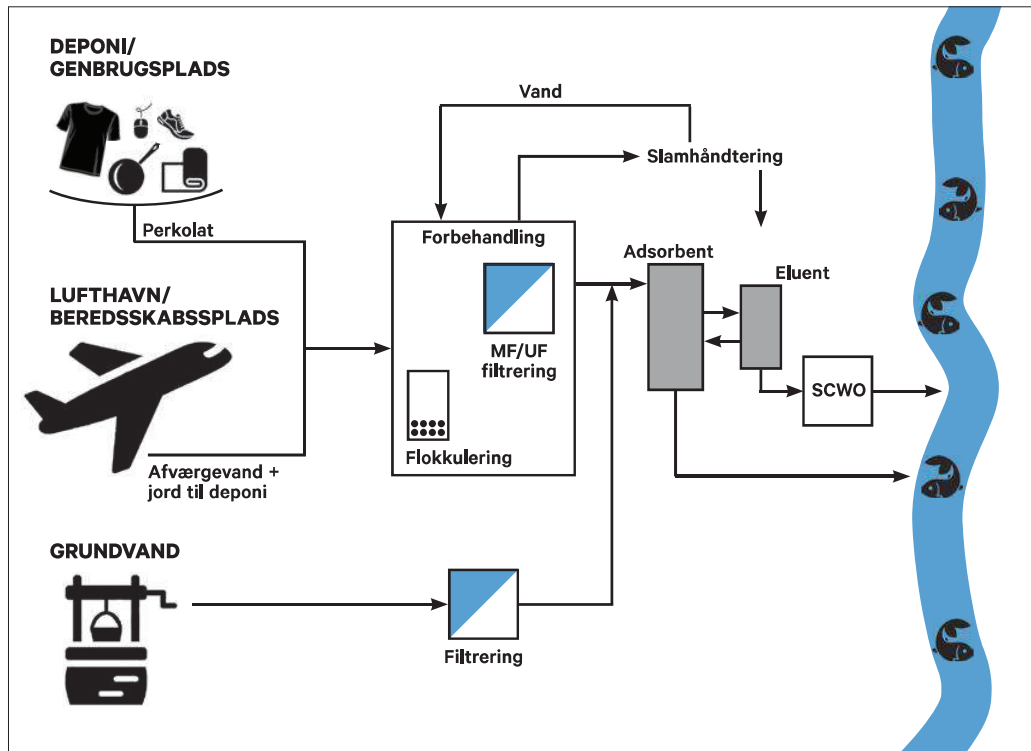 DEPONI/
GENBRUGSPLADS
Vand
Slamhåndtering
Perkolat
Forbehandling
Adsorbent
Eluent
LUFTHAVN/
BEREDSSKABSSPLADS
MF/UF
filtrering
SCWO
Flokkulering
Afværgevand +
jord til deponi
GRUNDVAND
Filtrering